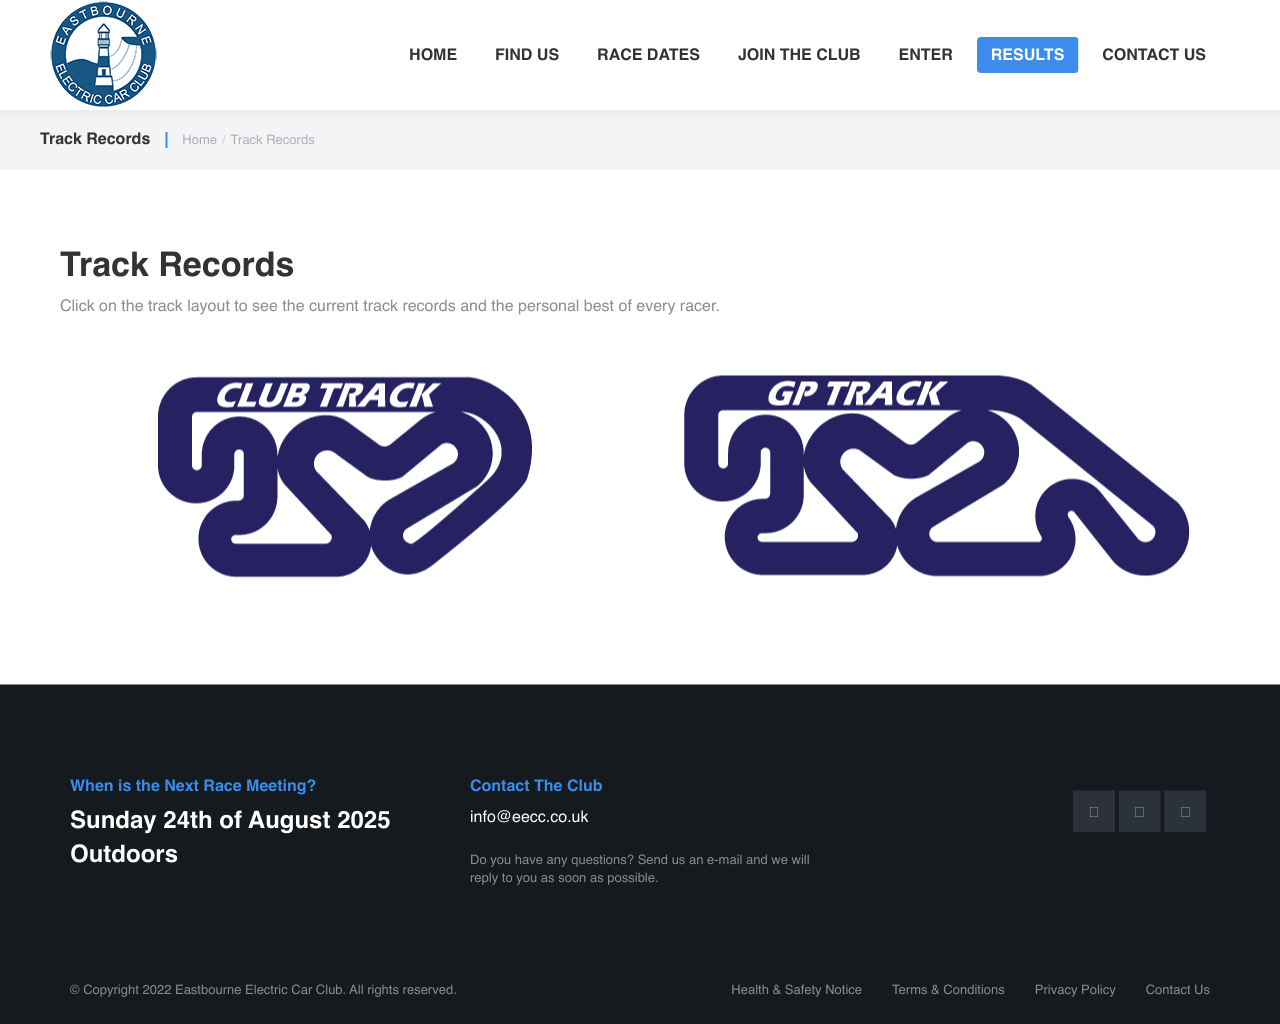 EASTBOURNE
ELECTRIC CAR CLUB
HOME
FIND US
RACE DATES
JOIN THE CLUB
ENTER
RESULTS
CONTACT US
Track Records | Home / Track Records
Track Records
Click on the track layout to see the current track records and the personal best of every racer.
CLUB TRACK
GP TRACK
When is the Next Race Meeting?
Sunday 24th of August 2025
Outdoors
Contact The Club
info@eecc.co.uk
Do you have any questions? Send us an e-mail and we will
reply to you as soon as possible.
© Copyright 2022 Eastbourne Electric Car Club. All rights reserved.
Health & Safety Notice
Terms & Conditions
Privacy Policy
Contact Us